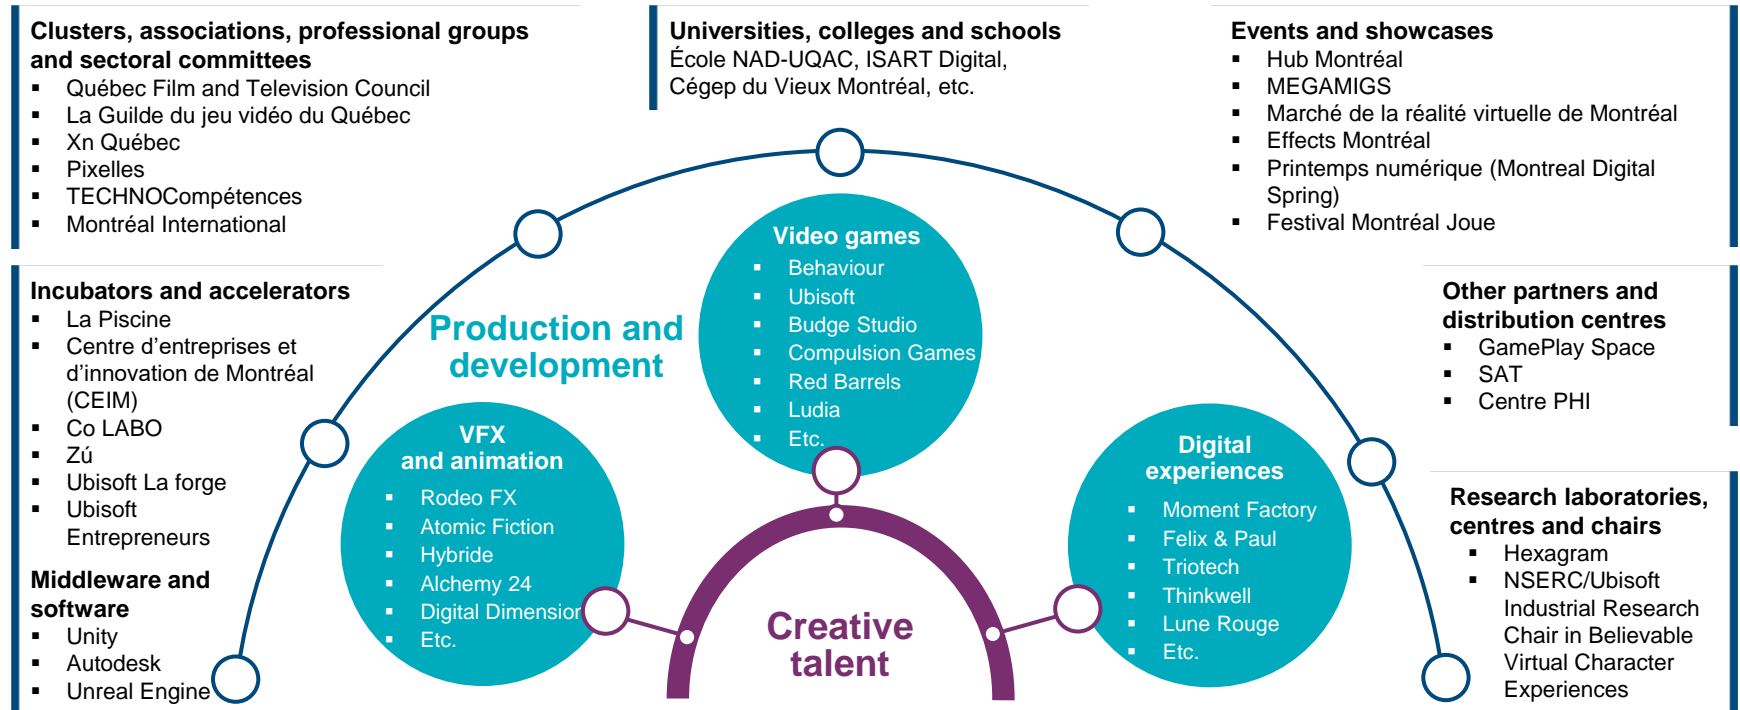 Clusters, associations, professional groups
and sectoral committees
▪ Québec Film and Television Council
▪ La Guilde du jeu vidéo du Québec
▪ Xn Québec
▪ Pixelles
▪ TECHNOCompétences
▪ Montréal International
Universities, colleges and schools
École NAD-UQAC, ISART Digital,
Cégep du Vieux Montréal, etc.
Events and showcases
▪ Hub Montréal
▪ MEGAMIGS
▪ Marché de la réalité virtuelle de Montréal
▪ Effects Montréal
▪ Printemps numérique (Montreal Digital
Spring)
▪ Festival Montréal Joue
Incubators and accelerators
▪ La Piscine
▪ Centre d’entreprises et
d’innovation de Montréal
(CEIM)
▪ Co LABO
▪ Zú
▪ Ubisoft La forge
▪ Ubisoft
Entrepreneurs
Middleware and
software
▪ Unity
▪ Autodesk
▪ Unreal Engine
Production and
development
Video games
▪ Behaviour
▪ Ubisoft
▪ Budge Studio
▪ Compulsion Games
▪ Red Barrels
▪ Ludia
▪ Etc.
VFX
and animation
▪ Rodeo FX
▪ Atomic Fiction
▪ Hybride
▪ Alchemy 24
▪ Digital Dimension
▪ Etc.
Creative
talent
Digital
experiences
▪ Moment Factory
▪ Felix & Paul
▪ Triotech
▪ Thinkwell
▪ Lune Rouge
▪ Etc.
Other partners and
distribution centres
▪ GamePlay Space
▪ SAT
▪ Centre PHI
Research laboratories,
centres and chairs
▪ Hexagram
▪ NSERC/Ubisoft
Industrial Research
Chair in Believable
Virtual Character
Experiences